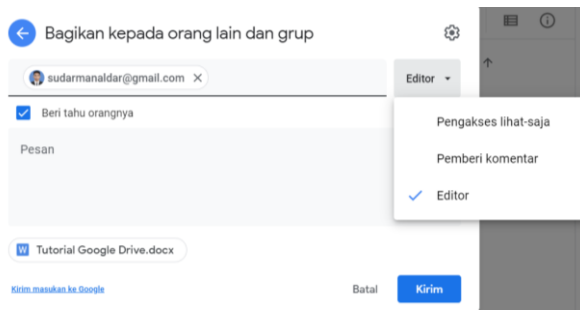 Bagikan kepada orang lain dan grup
sudarmanaldar@gmail.com
Editor
Beri tahu orangnya
Pesan
Pengakses lihat-saja
Pemberi komentar
Editor
W Tutorial Google Drive.docx
Kirim masukan ke Google
Batal
Kirim